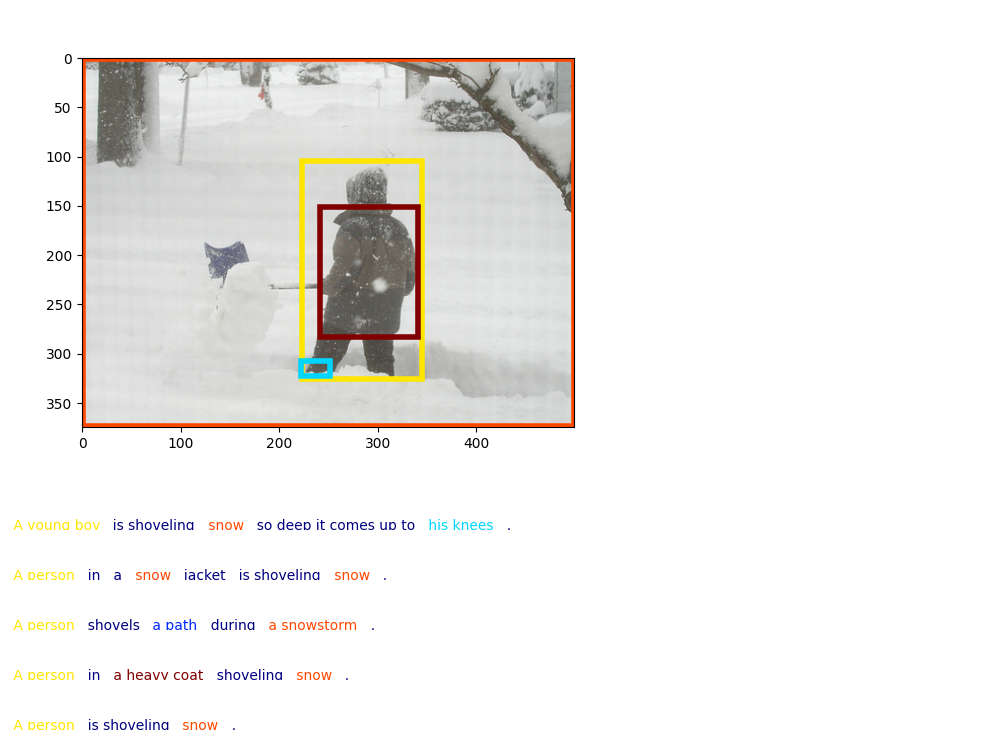 0
50
100
150
200
250
300
350
0 100 200 300 400
A young boy is shoveling snow so deep it comes up to his knees .
A person in a snow jacket is shoveling snow .
A person shovels a path during a snowstorm .
A person in a heavy coat shoveling snow .
A person is shoveling snow .